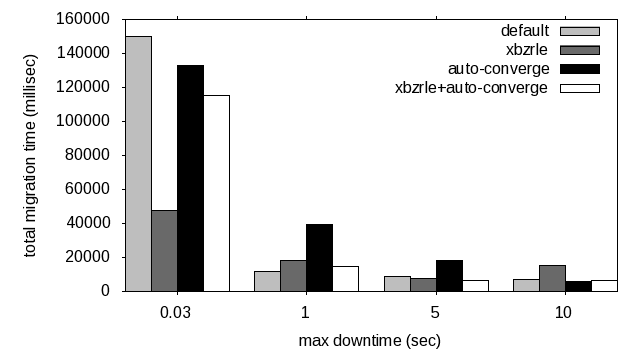 160000
140000
120000
100000
80000
60000
40000
20000
0
total migration time (millisec)
default
xbzrle
auto-converge
xbzrle+auto-converge
0.03 1 5 10
max downtime (sec)